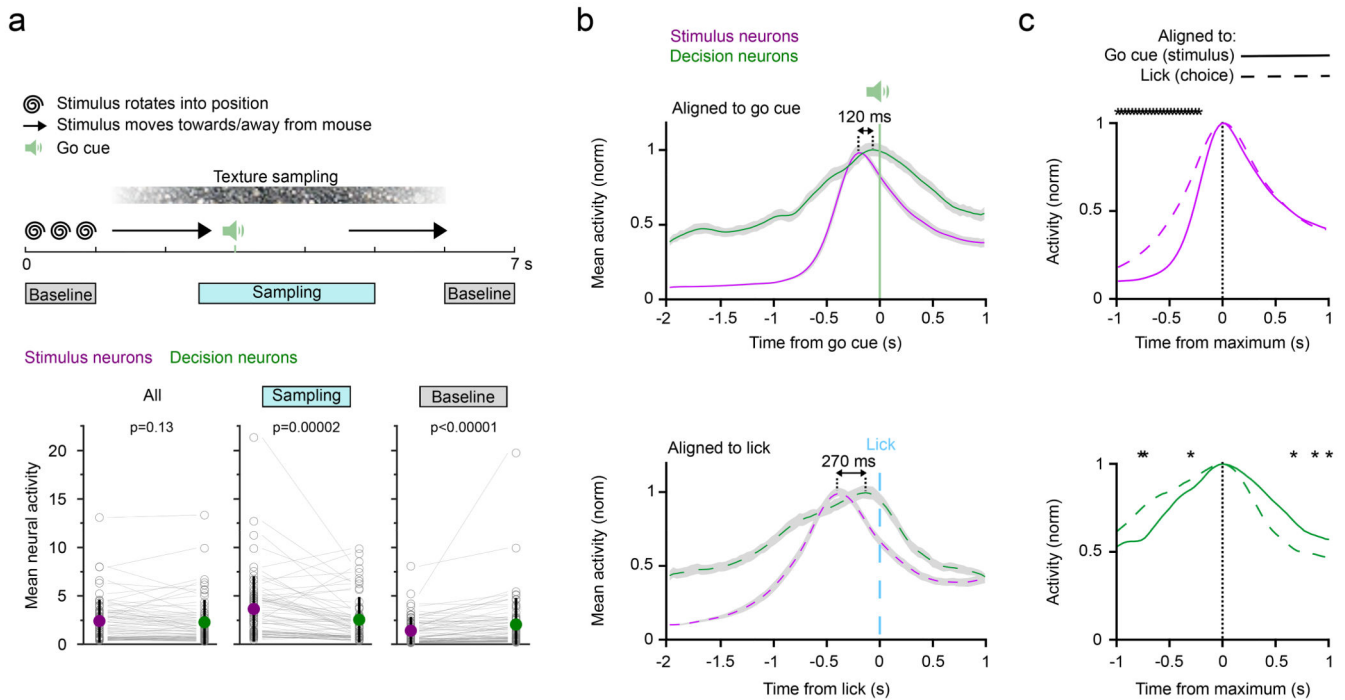 a
Stimulus rotates into position
Stimulus moves towards/away from mouse
Go cue
Texture sampling
0
7 s
Baseline
Sampling
Baseline
Stimulus neurons
Decision neurons
All
Sampling
Baseline
p=0.13
p=0.00002
p<0.00001
Mean neural activity
20
15
10
5
0
b
Stimulus neurons
Decision neurons
Aligned to go cue
120 ms
Mean activity (norm)
1
0.5
0
-2 -1.5 -1 -0.5 0 0.5 1
Time from go cue (s)
Aligned to lick
Lick
270 ms
Mean activity (norm)
1
0.5
0
-2 -1.5 -1 -0.5 0 0.5 1
Time from lick (s)
c
Aligned to:
Go cue (stimulus)
Lick (choice)
Activity (norm)
1
0.5
0
-1 -0.5 0 0.5 1
Time from maximum (s)
* * * * * *
Activity (norm)
1
0.5
0
-1 -0.5 0 0.5 1
Time from maximum (s)